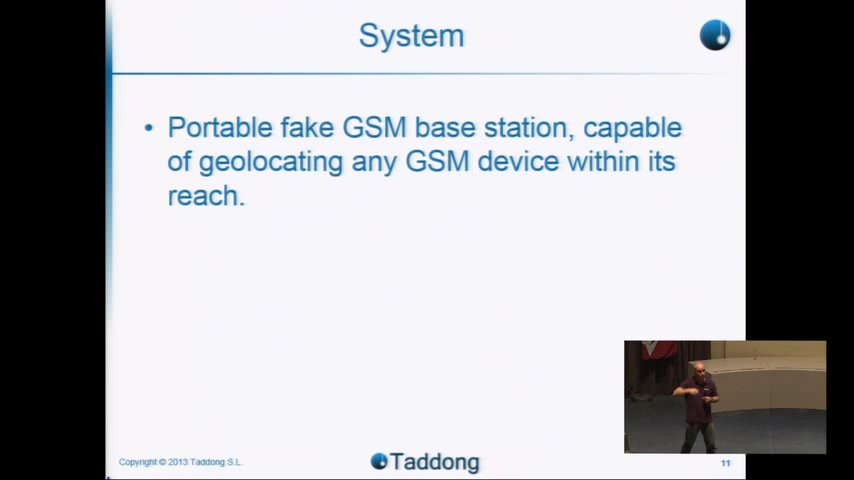 System
• Portable fake GSM base station, capable
of geolocating any GSM device within its
reach.
Copyright © 2013 Taddong S.L.
Taddong
11